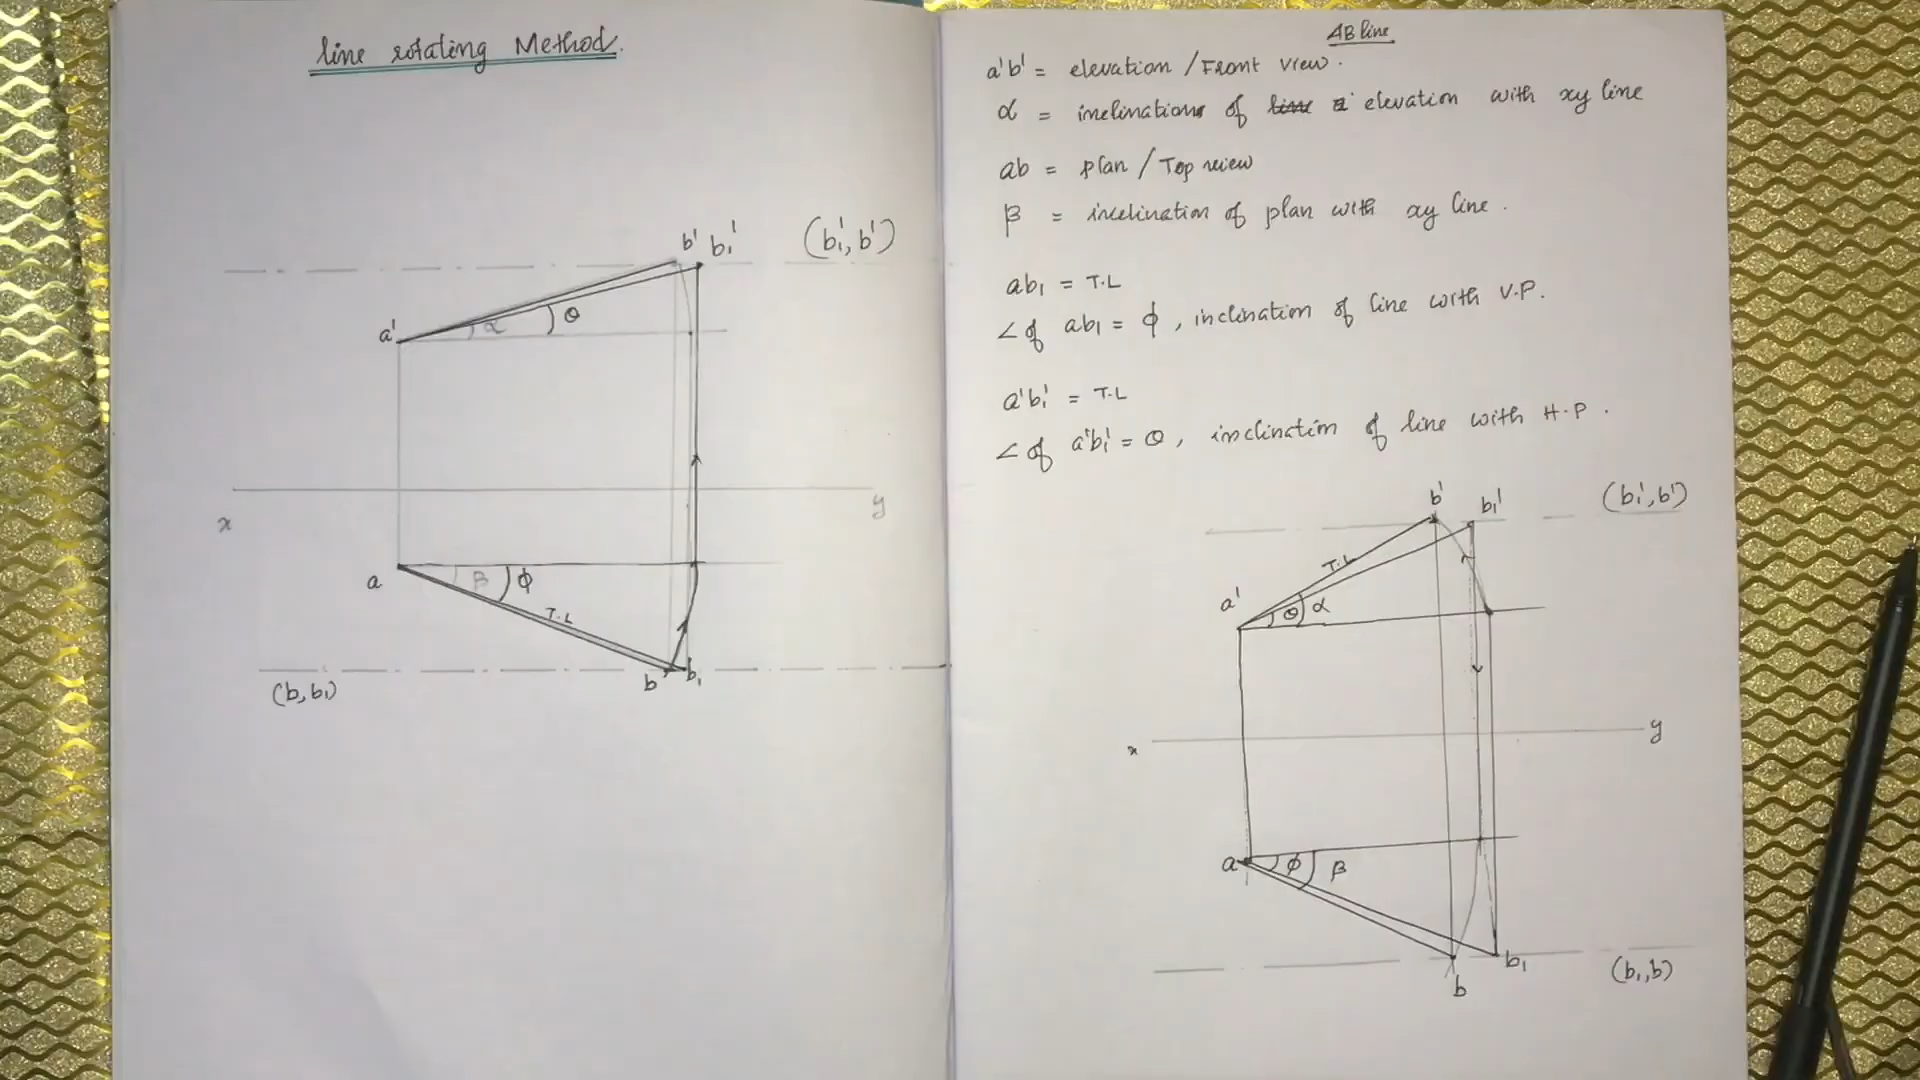 line rotating Method.
b' b₁' (b₁', b')
a' α θ
x y
a β ϕ
T.L
b b₁
(b, b₁)
AB line
a'b' = elevation / Front view.
α = inclinations of line a' elevation with xy line
ab = plan / Top view
β = inclination of plan with xy line.
ab₁ = T.L
∠ of ab₁ = ϕ, inclination of line with V.P.
a'b₁' = T.L
∠ of a'b₁' = θ, inclination of line with H.P.
b' b₁' (b₁', b')
T.L
a' θ α
x y
a ϕ β
b₁ (b₁, b)
b